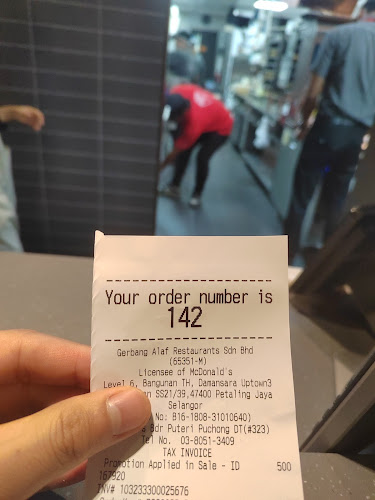 Your order number is
142
Gerbang Alaf Restaurants Sdn Bhd
(65351-M)
Licensee of McDonald's
Level 6, Bangunan TH, Damansara Uptown3
SS21/39,47400 Petaling Jaya
Selangor
No: B16-1808-31010640)
Bdr Puteri Puchong DT(#323)
Tel No. 03-8051-3409
TAX INVOICE
Promotion Applied in Sale - ID 500
167920
INV# 103233300025676